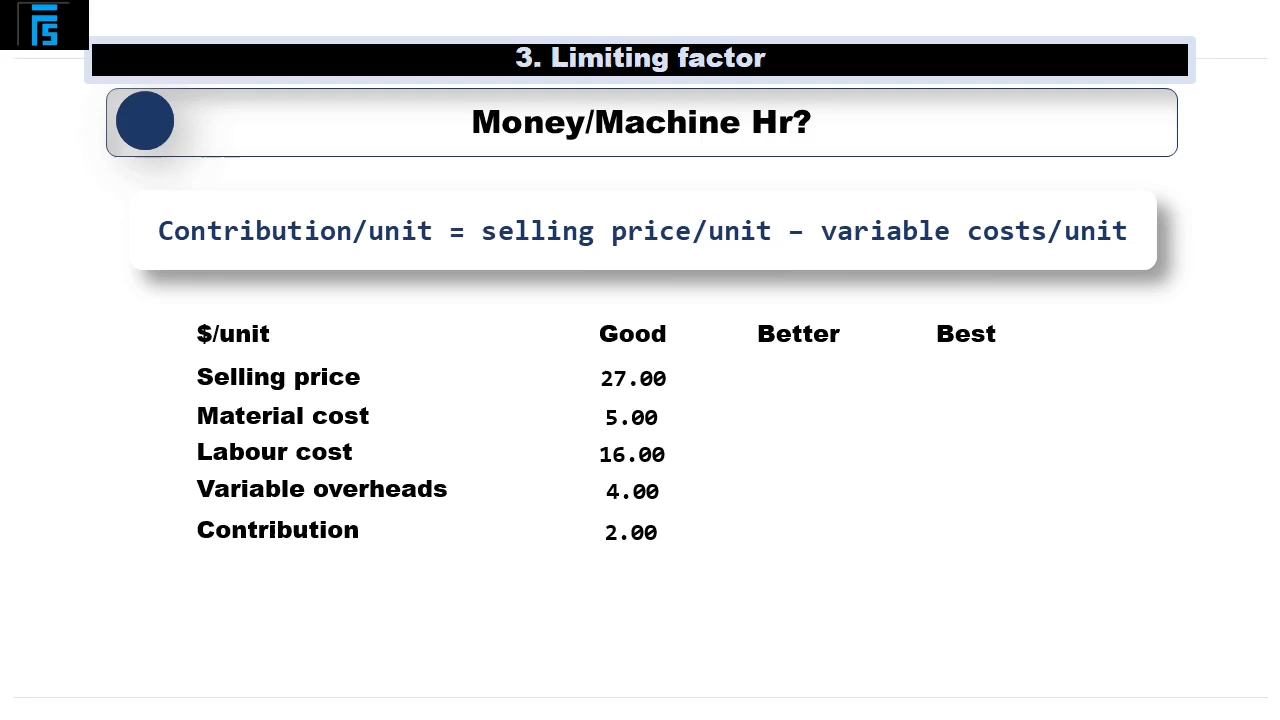 3. Limiting factor
Money/Machine Hr?
Contribution/unit = selling price/unit – variable costs/unit
$/unit Good Better Best
Selling price 27.00
Material cost 5.00
Labour cost 16.00
Variable overheads 4.00
Contribution 2.00